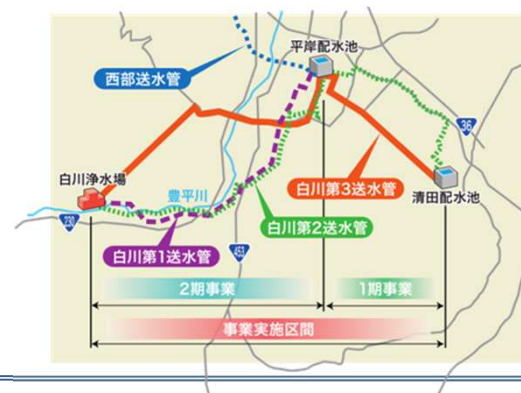 平岸配水池
西部送水管
36
白川浄水場
豊平川
白川第3送水管
清田配水池
230
白川第2送水管
白川第1送水管
453
2期事業
1期事業
事業実施区間